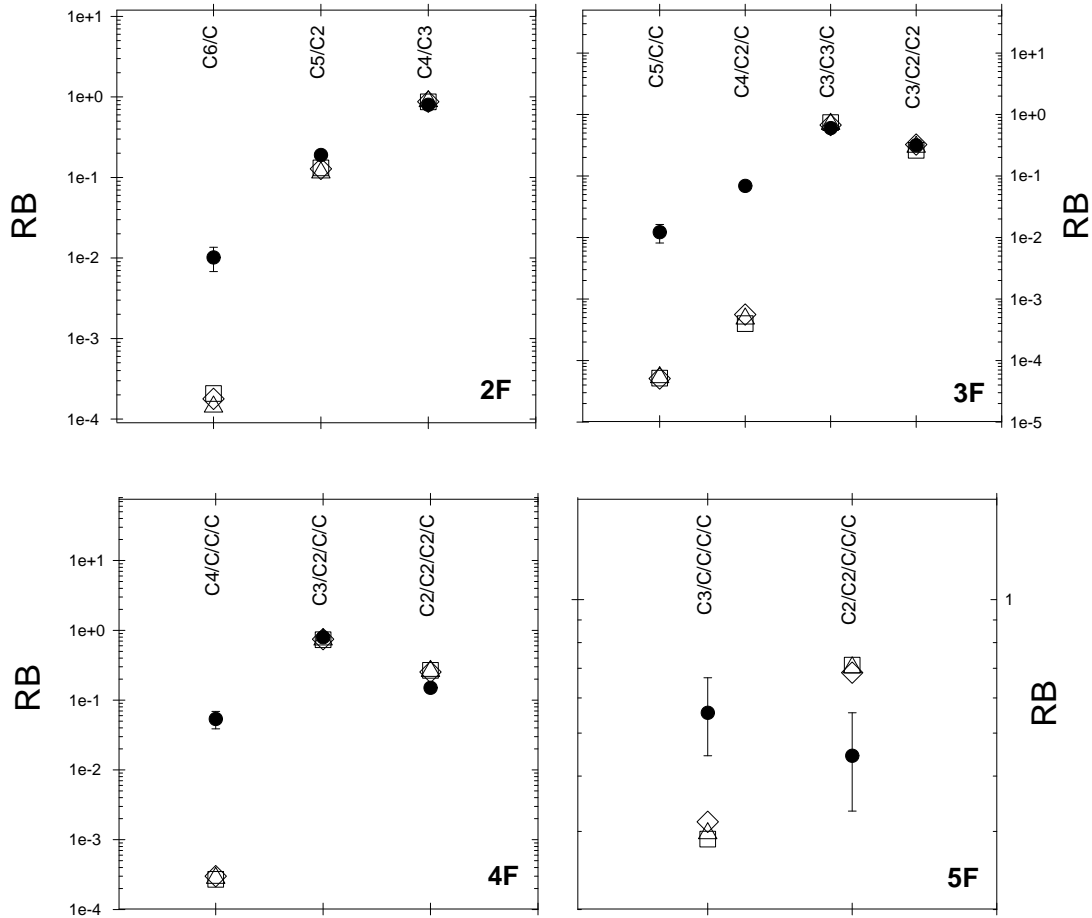 RB
1e+1
1e+0
1e-1
1e-2
1e-3
1e-4
C6/C
C5/C2
C4/C3
2F
C5/C/C
C4/C2/C
C3/C3/C
C3/C2/C2
1e+1
1e+0
1e-1
1e-2
1e-3
1e-4
1e-5
RB
3F
RB
1e+1
1e+0
1e-1
1e-2
1e-3
1e-4
C4/C/C/C
C3/C2/C/C
C2/C2/C2/C
4F
C3/C/C/C/C
C2/C2/C/C/C
1
RB
5F